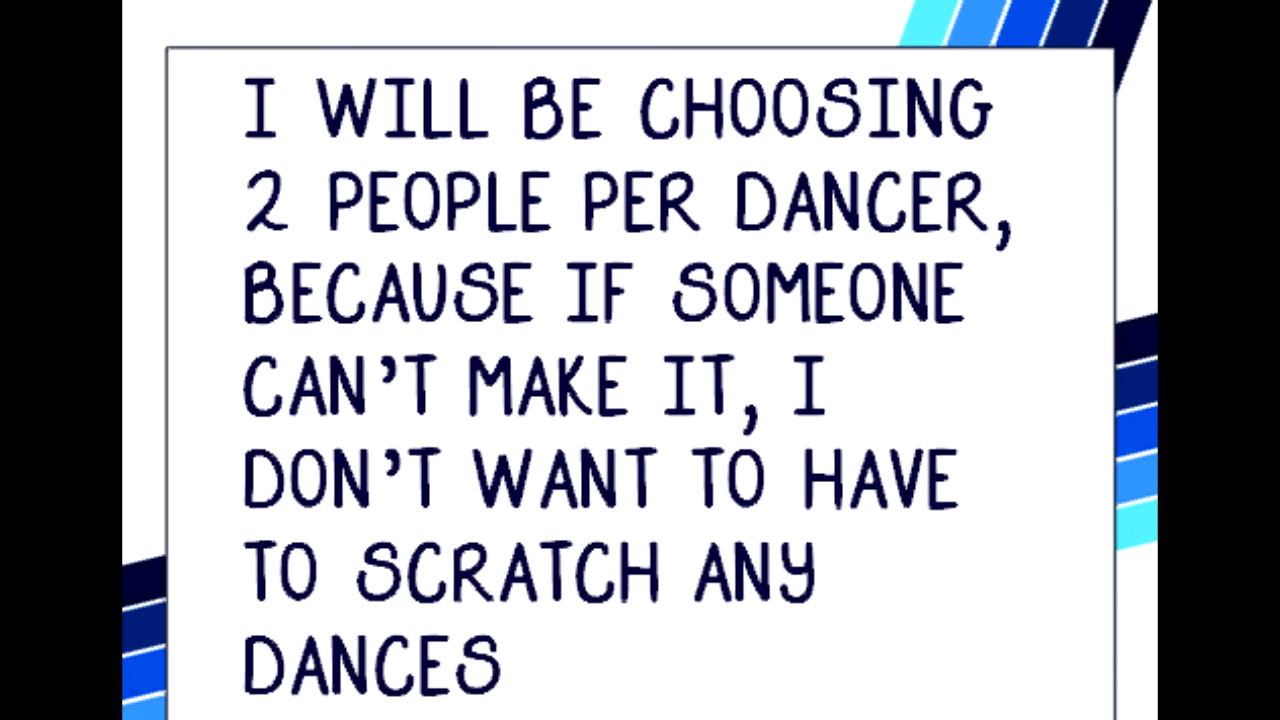 I WILL BE CHOOSING
2 PEOPLE PER DANCER,
BECAUSE IF SOMEONE
CAN'T MAKE IT, I
DON'T WANT TO HAVE
TO SCRATCH ANY
DANCES